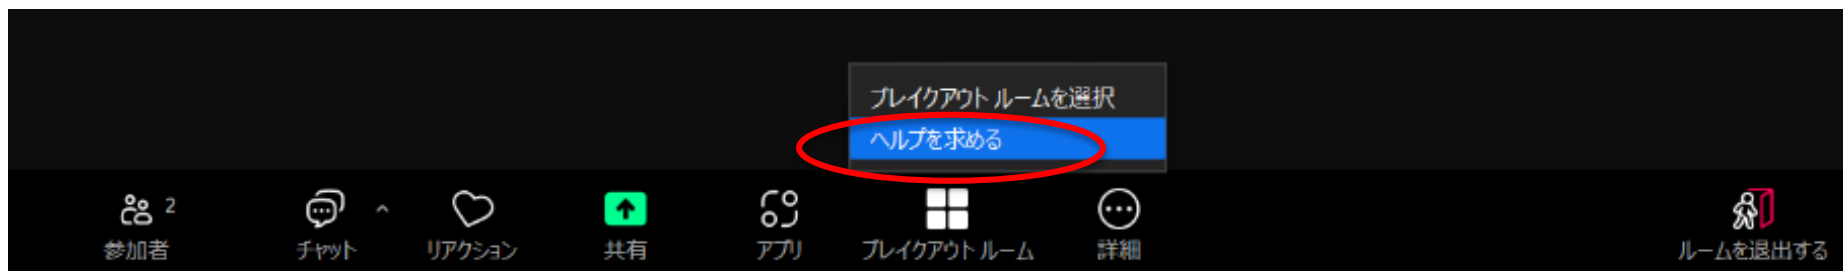 ブレイクアウト ルームを選択
ヘルプを求める
2
参加者
チャット
リアクション
共有
アプリ
ブレイクアウト ルーム
詳細
ルームを退出する